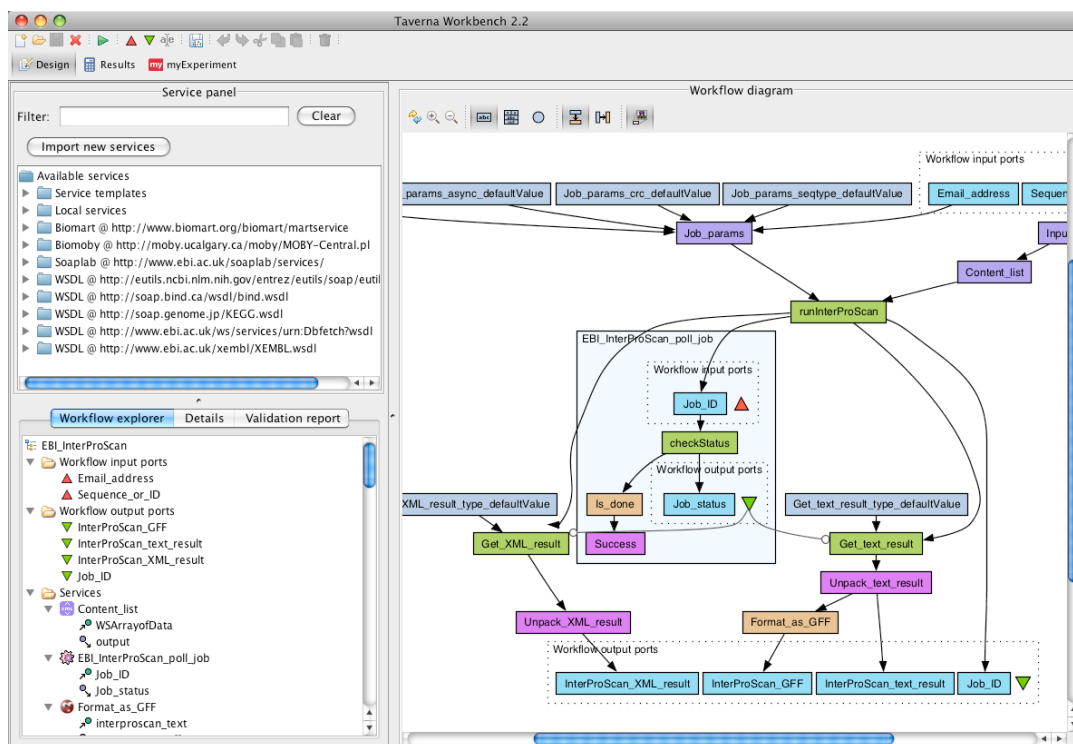 Taverna Workbench 2.2
Design
Results
my myExperiment
Service panel
Filter:
Clear
Import new services
Available services
Service templates
Local services
Biomart @ http://www.biomart.org/biomart/martservice
Biomoby @ http://moby.ucalgary.ca/moby/MOBY-Central.pl
Soaplab @ http://www.ebi.ac.uk/soaplab/services/
WSDL @ http://eutils.ncbi.nlm.nih.gov/entrez/eutils/soap/eutil
WSDL @ http://soap.bind.ca/wsdl/bind.wsdl
WSDL @ http://soap.genome.jp/KEGG.wsdl
WSDL @ http://www.ebi.ac.uk/ws/services/urn:Dbfetch?wsdl
WSDL @ http://www.ebi.ac.uk/xembl/XEMBL.wsdl
Workflow explorer
Details
Validation report
EBI_InterProScan
Workflow input ports
Email_address
Sequence_or_ID
Workflow output ports
InterProScan_GFF
InterProScan_text_result
InterProScan_XML_result
Job_ID
Services
Content_list
WSArrayofData
output
EBI_InterProScan_poll_job
Job_ID
Job_status
Format_as_GFF
interproscan_text
Workflow diagram
abc
Workflow input ports
_params_async_defaultValue
Job_params_crc_defaultValue
Job_params_seqtype_defaultValue
Email_address
Sequen
Job_params
Inpu
Content_list
runInterProScan
EBI_InterProScan_poll_job
Workflow input ports
Job_ID
checkStatus
Workflow output ports
Is_done
Job_status
XML_result_type_defaultValue
Get_text_result_type_defaultValue
Get_XML_result
Success
Get_text_result
Unpack_text_result
Unpack_XML_result
Format_as_GFF
Workflow output ports
InterProScan_XML_result
InterProScan_GFF
InterProScan_text_result
Job_ID